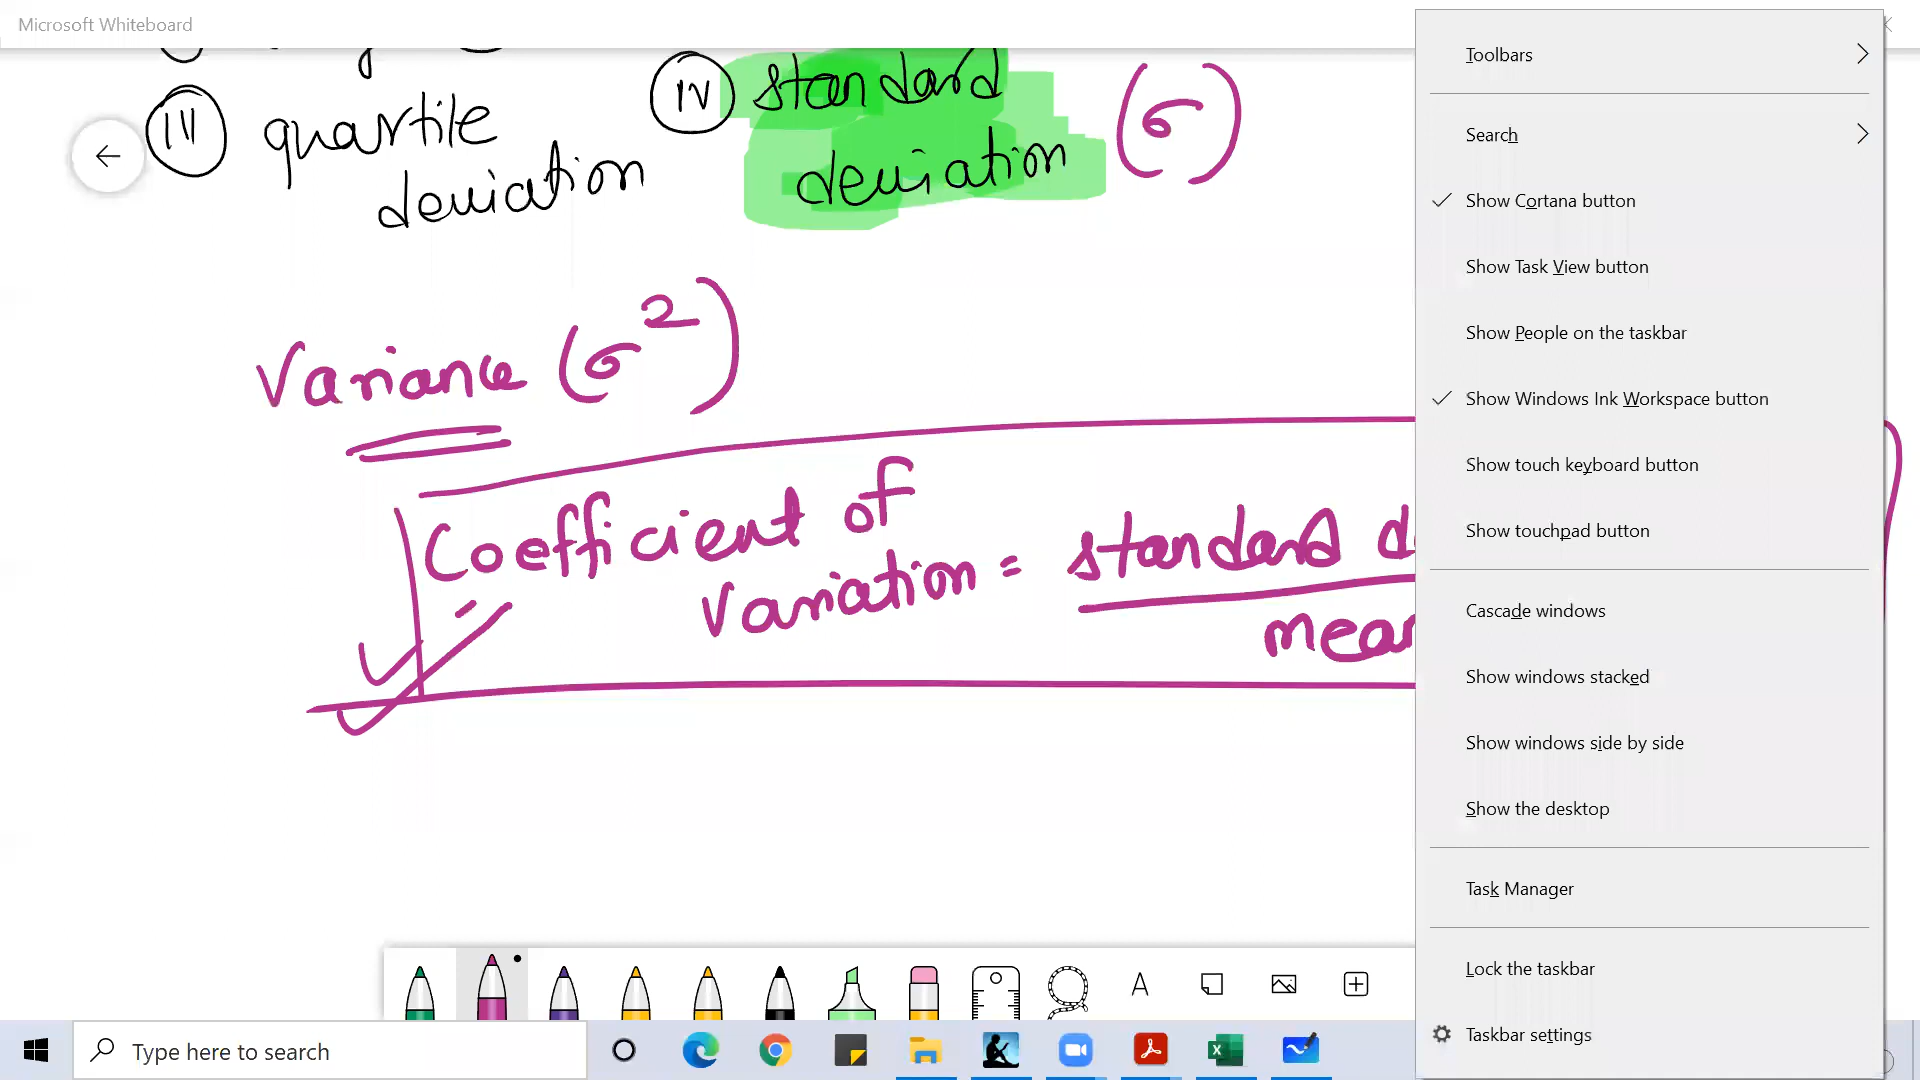 Microsoft Whiteboard
III quartile
deviation
IV standard
deviation (σ)
Variance (σ²)
Coefficient of
variation = standard d
mean
Toolbars
Search
Show Cortana button
Show Task View button
Show People on the taskbar
Show Windows Ink Workspace button
Show touch keyboard button
Show touchpad button
Cascade windows
Show windows stacked
Show windows side by side
Show the desktop
Task Manager
Lock the taskbar
Taskbar settings
Type here to search